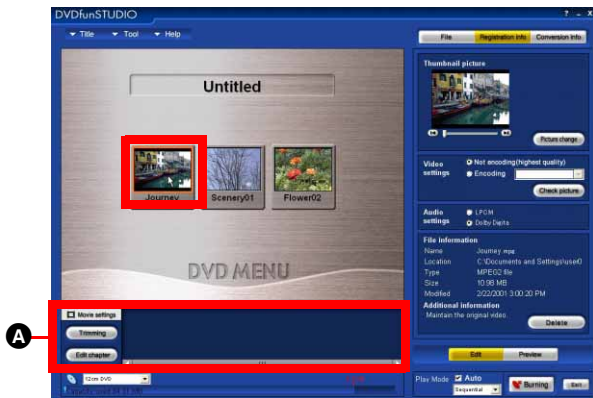 DVDfunSTUDIO
? - X
Title Tool Help
File Registration info Conversion info
Untitled
Thumbnail picture
Picture change
Journey Scenery01 Flower02
Video settings
Not encoding(highest quality)
Encoding
Check picture
Audio settings
LPCM
Dolby Digita
File information
Name Journey.mpg
Location C:\Documents and Settings\user0
Type MPEG2 file
Size 10.98 MB
Modified 2/22/2001 3:00:20 PM
Additional information
Maintain the original video.
Delete
DVD MENU
Movie settings
Trimming
Edit chapter
A
Edit Preview
12cm DVD
Play Mode Auto
Sequential
Burning Exit